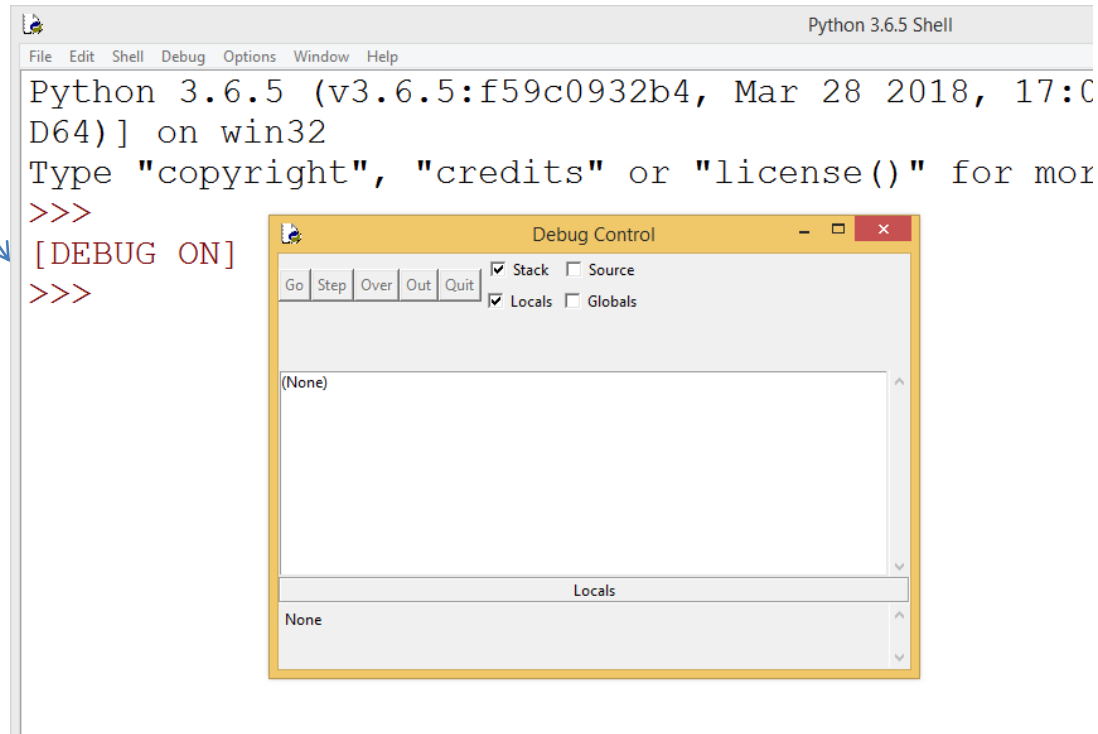 Python 3.6.5 Shell
File Edit Shell Debug Options Window Help
Python 3.6.5 (v3.6.5:f59c0932b4, Mar 28 2018, 17:0
D64)] on win32
Type "copyright", "credits" or "license()" for mor
>>>
[DEBUG ON]
>>>
Debug Control
Go Step Over Out Quit
Stack Source
Locals Globals
(None)
Locals
None